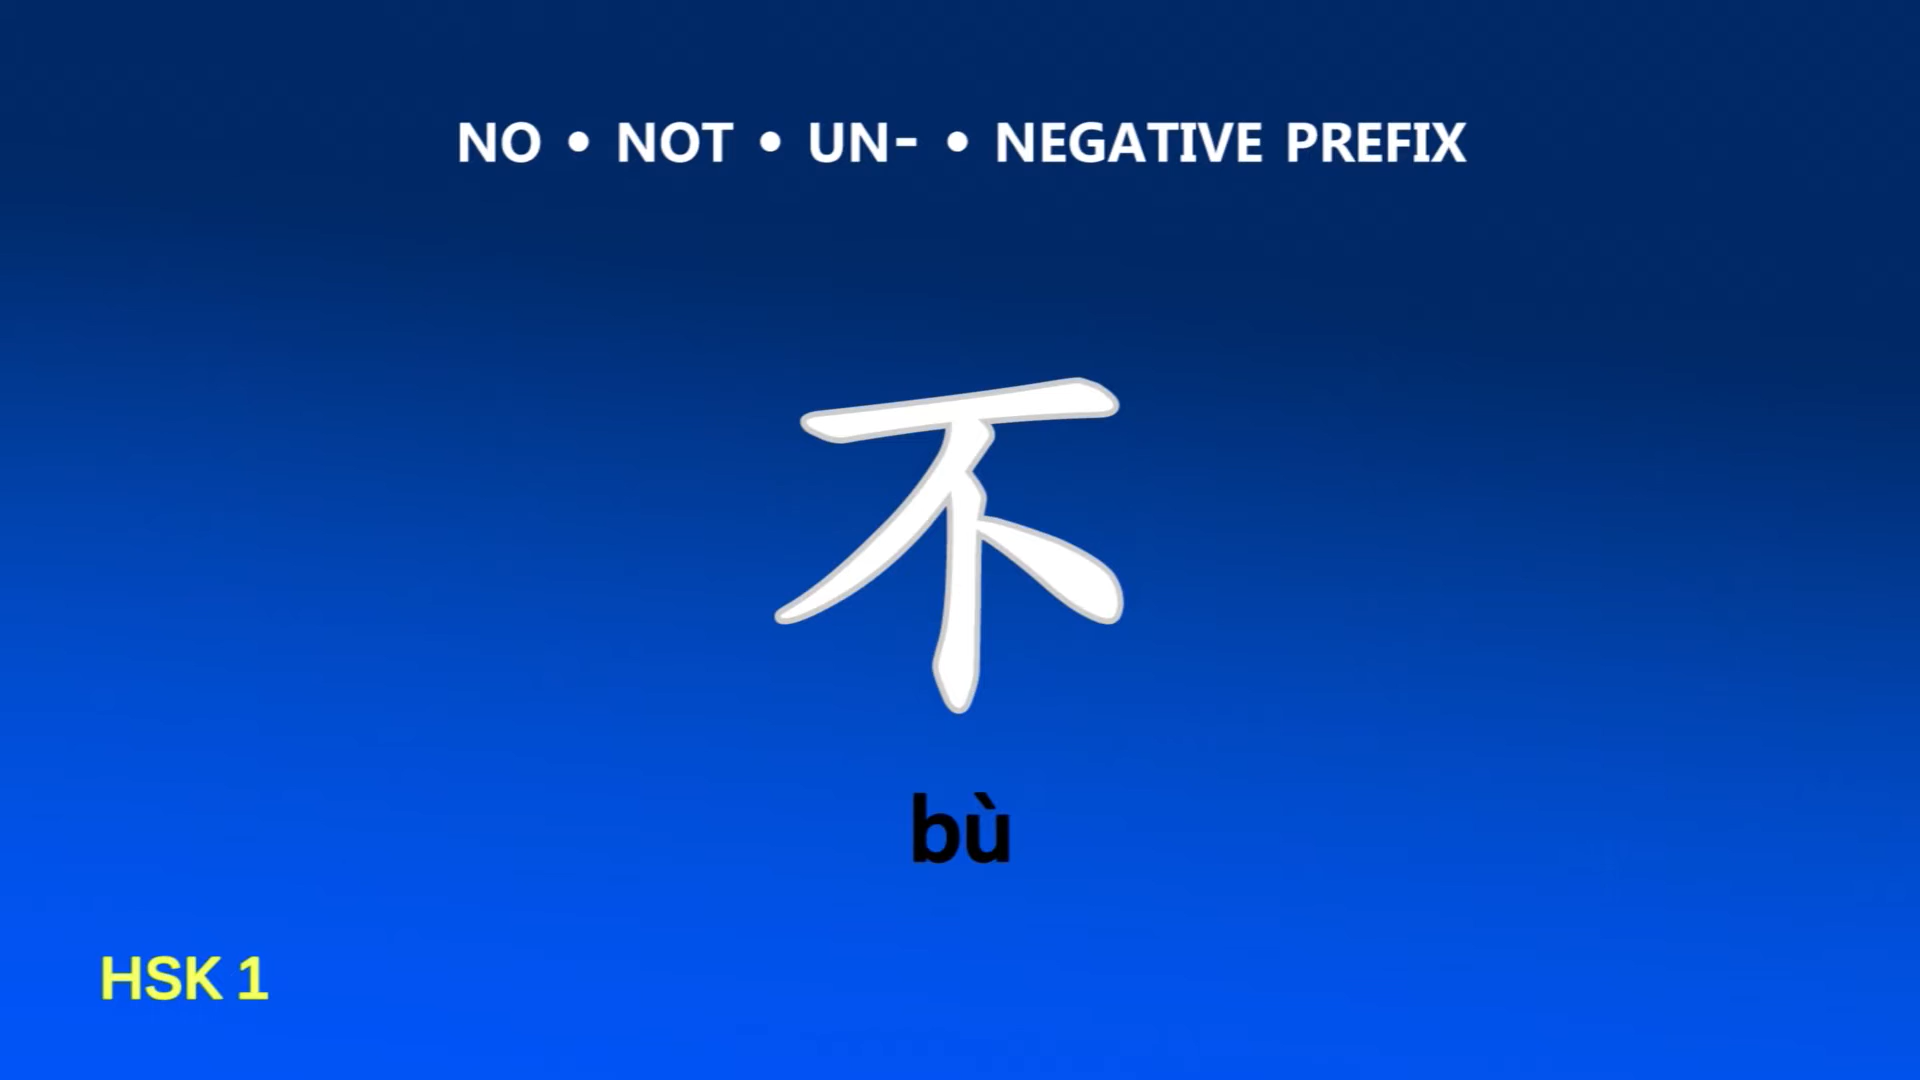 NO • NOT • UN- • NEGATIVE PREFIX
不
bù
HSK 1